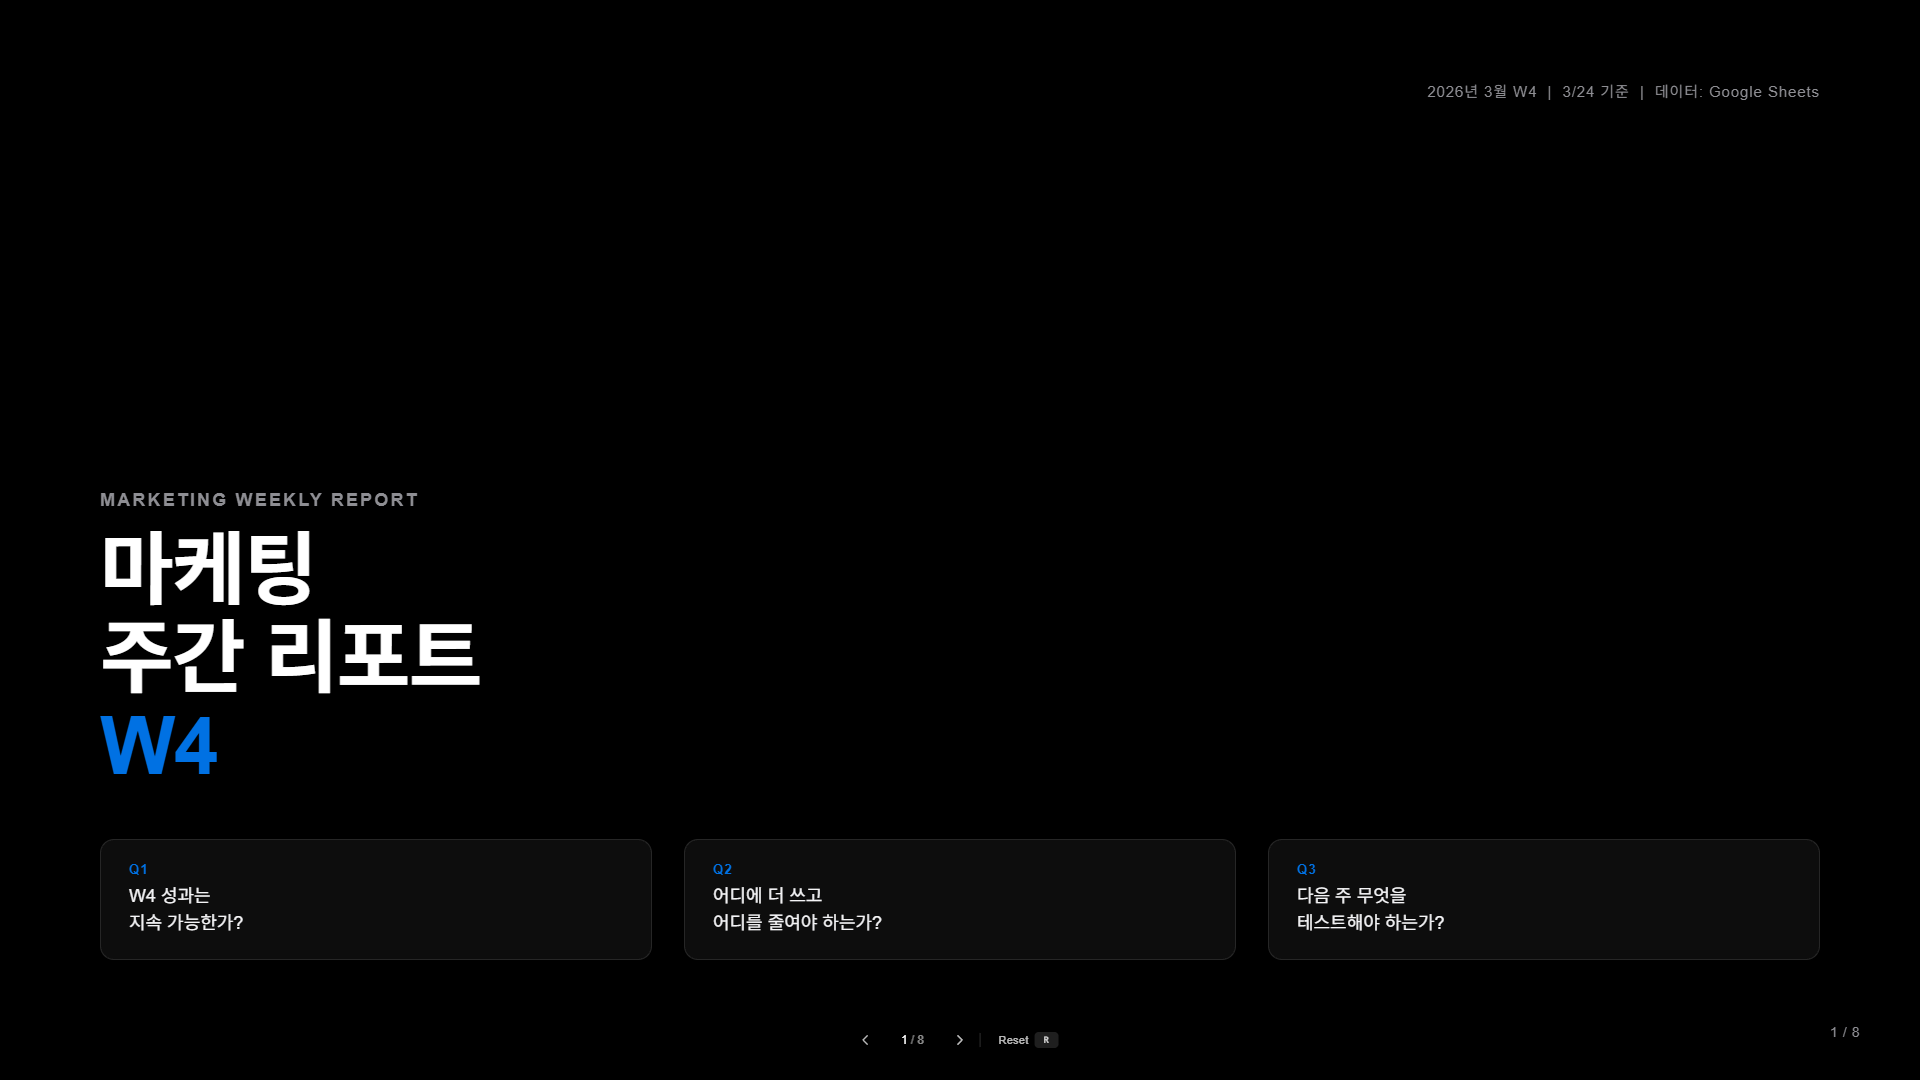 2026년 3월 W4 | 3/24 기준 | 데이터: Google Sheets
MARKETING WEEKLY REPORT
마케팅
주간 리포트
W4
Q1
W4 성과는
지속 가능한가?
Q2
어디에 더 쓰고
어디를 줄여야 하는가?
Q3
다음 주 무엇을
테스트해야 하는가?
1 / 8 | Reset R
1 / 8